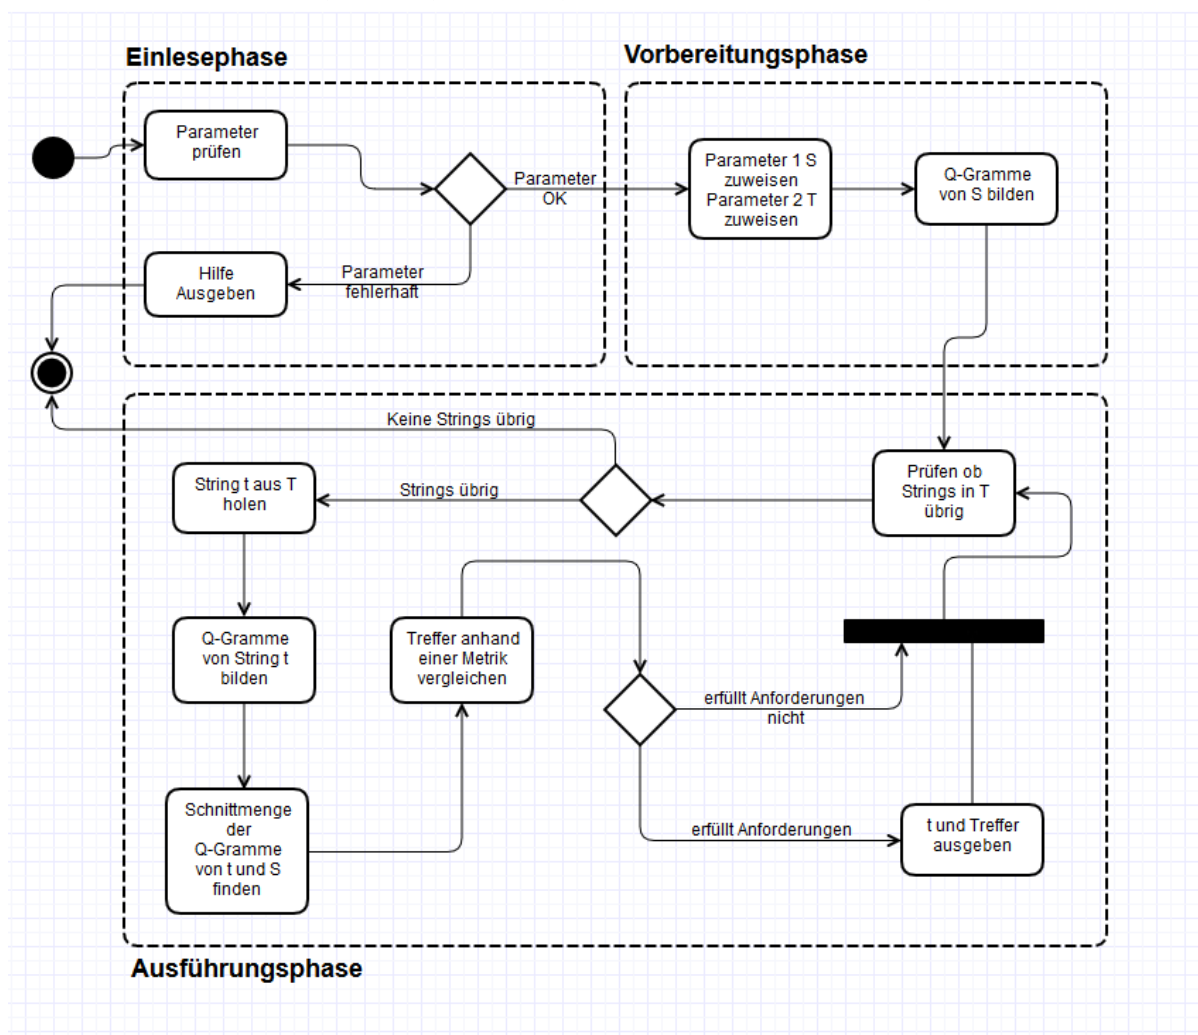 Einlesephase
Vorbereitungsphase
Parameter
prüfen
Parameter
OK
Parameter 1 S
zuweisen
Parameter 2 T
zuweisen
Q-Gramme
von S bilden
Hilfe
Ausgeben
Parameter
fehlerhaft
Keine Strings übrig
String t aus T
holen
Strings übrig
Prüfen ob
Strings in T
übrig
Q-Gramme
von String t
bilden
Treffer anhand
einer Metrik
vergleichen
erfüllt Anforderungen
nicht
Schnittmenge
der
Q-Gramme
von t und S
finden
erfüllt Anforderungen
t und Treffer
ausgeben
Ausführungsphase